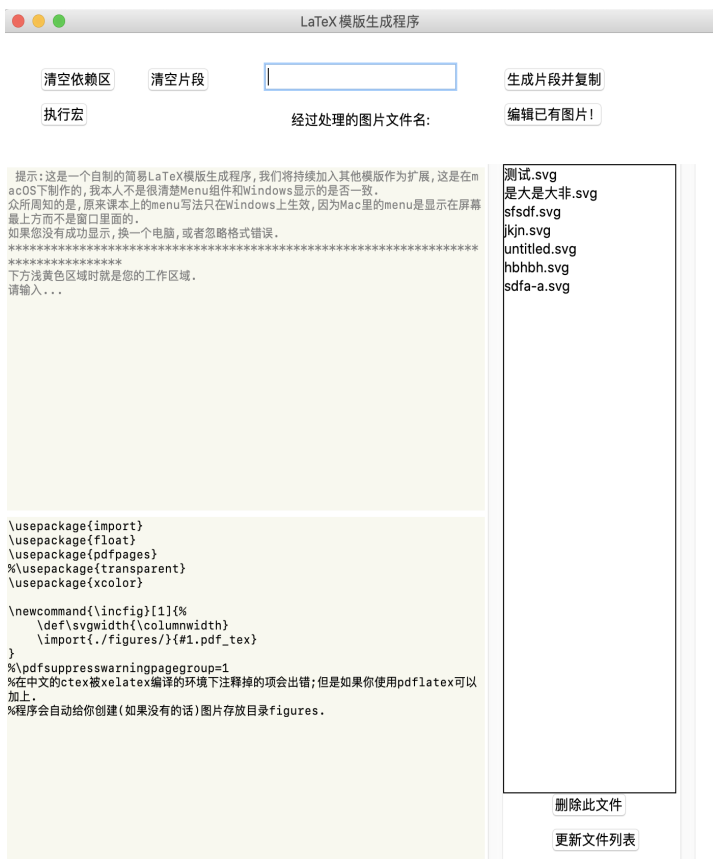 LaTeX模版生成程序
清空依赖区 清空片段 生成片段并复制
执行宏 经过处理的图片文件名: 编辑已有图片!
提示:这是一个自制的简易LaTeX模版生成程序,我们将持续加入其他模版作为扩展,这是在m
acOS下制作的,我本人不是很清楚Menu组件和Windows显示的是否一致.
众所周知的是,原来课本上的menu写法只在Windows上生效,因为Mac里的menu是显示在屏幕
最上方而不是窗口里面的.
如果您没有成功显示,换一个电脑,或者忽略格式错误.
********************************************************************
****************
下方浅黄色区域时就是您的工作区域.
请输入...
测试.svg
是大是大非.svg
sfsdf.svg
jkjn.svg
untitled.svg
hbhbh.svg
sdfa-a.svg
\usepackage{import}
\usepackage{float}
\usepackage{pdfpages}
%\usepackage{transparent}
\usepackage{xcolor}
\newcommand{\incfig}[1]{%
    \def\svgwidth{\columnwidth}
    \import{./figures/}{#1.pdf_tex}
}
%\pdfsuppresswarningpagegroup=1
%在中文的ctex被xelatex编译的环境下注释掉的项会出错;但是如果你使用pdflatex可以
加上.
%程序会自动给你创建(如果没有的话)图片存放目录figures.
删除此文件
更新文件列表